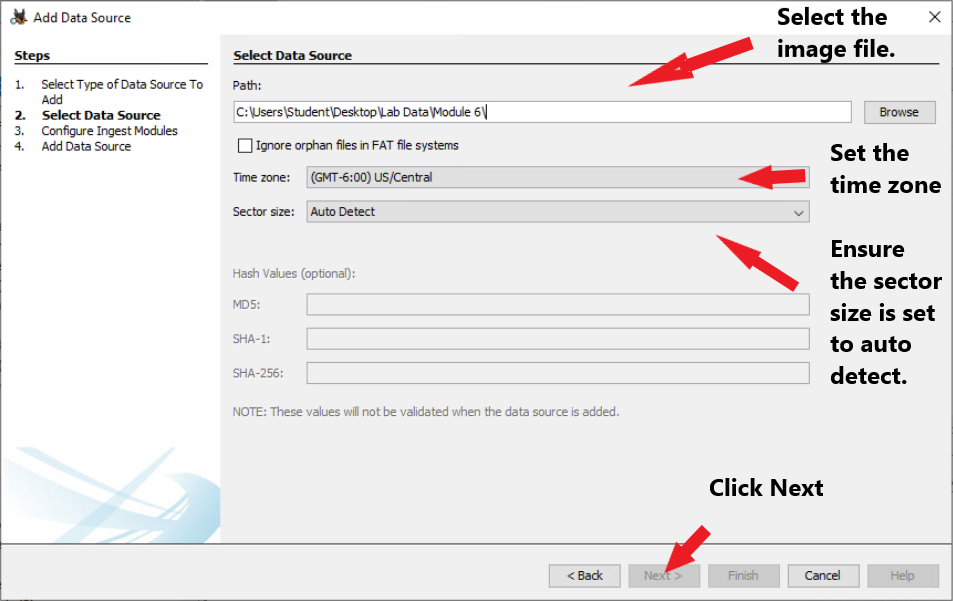 Add Data Source
Select the
image file.
Steps
1. Select Type of Data Source To
Add
2. Select Data Source
3. Configure Ingest Modules
4. Add Data Source
Select Data Source
Path:
C:\Users\Student\Desktop\Lab Data\Module 6\
Browse
Ignore orphan files in FAT file systems
Time zone: (GMT-6:00) US/Central
Set the
time zone
Sector size: Auto Detect
Ensure
the sector
size is set
to auto
detect.
Hash Values (optional):
MD5:
SHA-1:
SHA-256:
NOTE: These values will not be validated when the data source is added.
Click Next
< Back Next > Finish Cancel Help